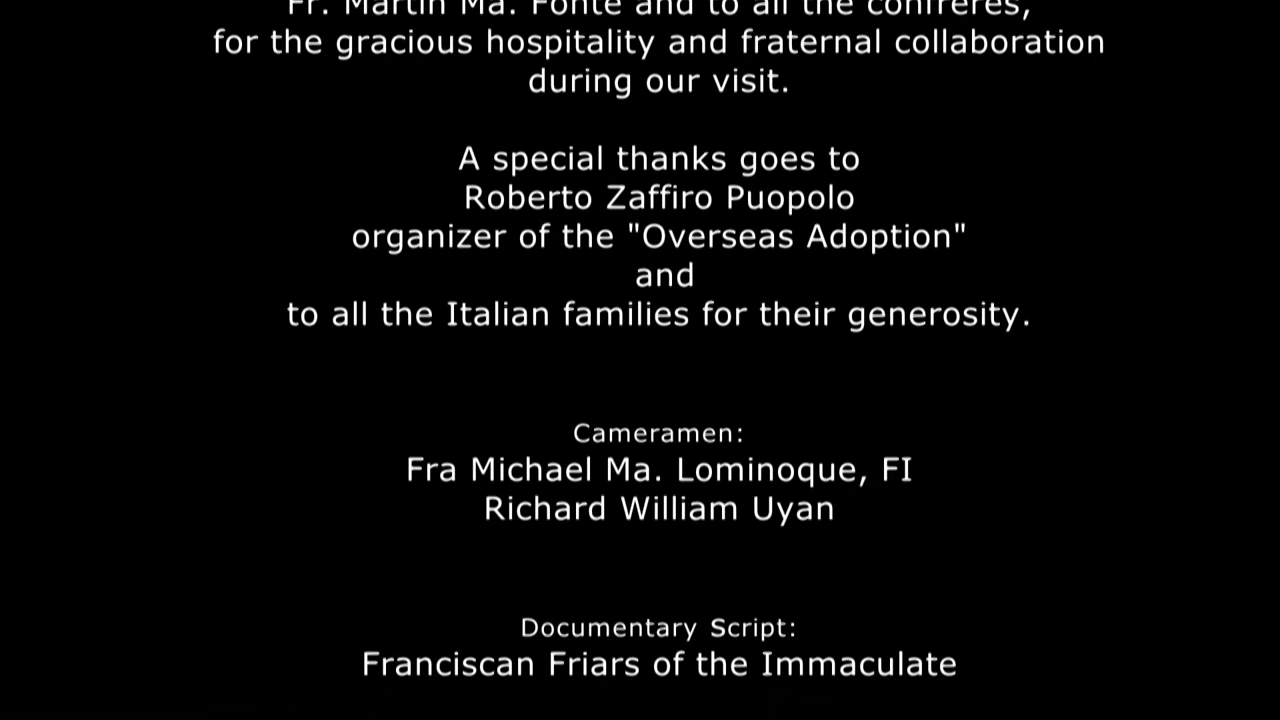 Fr. Martin Ma. Fonte and to all the confreres,
for the gracious hospitality and fraternal collaboration
during our visit.
A special thanks goes to
Roberto Zaffiro Puopolo
organizer of the "Overseas Adoption"
and
to all the Italian families for their generosity.
Cameramen:
Fra Michael Ma. Lominoque, FI
Richard William Uyan
Documentary Script:
Franciscan Friars of the Immaculate